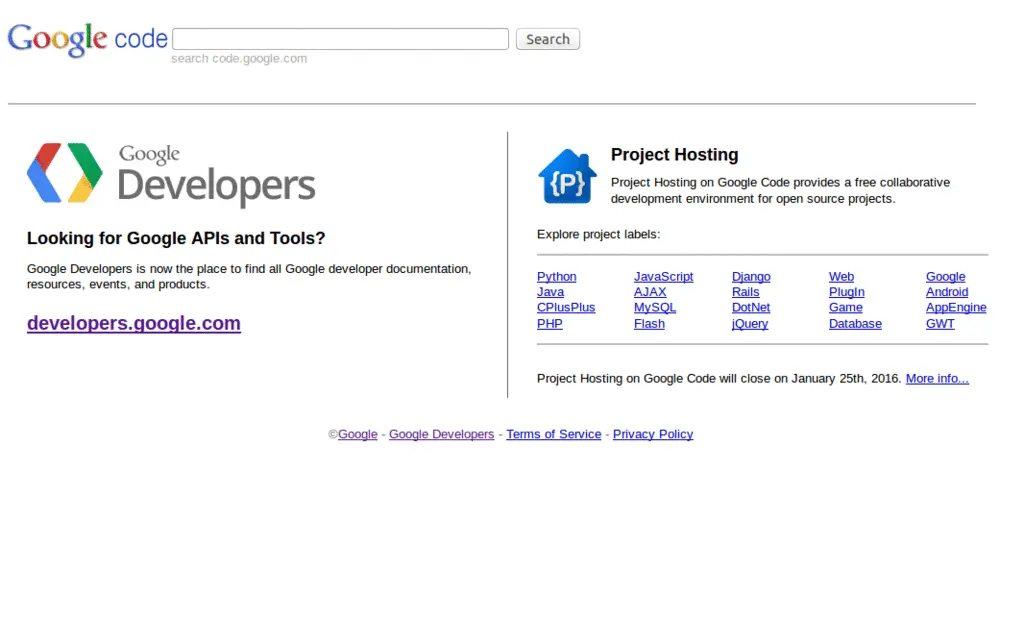 Google code
Search
search code.google.com
Google
Developers
Looking for Google APIs and Tools?
Google Developers is now the place to find all Google developer documentation,
resources, events, and products.
developers.google.com
{P}
Project Hosting
Project Hosting on Google Code provides a free collaborative
development environment for open source projects.
Explore project labels:
Python JavaScript Django Web Google
Java AJAX Rails PlugIn Android
CPlusPlus MySQL DotNet Game AppEngine
PHP Flash jQuery Database GWT
Project Hosting on Google Code will close on January 25th, 2016. More info...
©Google - Google Developers - Terms of Service - Privacy Policy